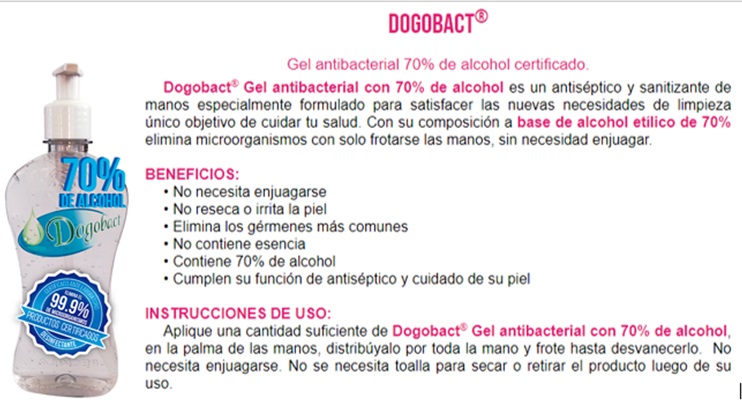 DOGOBACT®
Gel antibacterial 70% de alcohol certificado.
Dogobact® Gel antibacterial con 70% de alcohol es un antiséptico y sanitizante de
manos especialmente formulado para satisfacer las nuevas necesidades de limpieza
único objetivo de cuidar tu salud. Con su composición a base de alcohol etílico de 70%
elimina microorganismos con solo frotarse las manos, sin necesidad enjuagar.
BENEFICIOS:
• No necesita enjuagarse
• No reseca o irrita la piel
• Elimina los gérmenes más comunes
• No contiene esencia
• Contiene 70% de alcohol
• Cumplen su función de antiséptico y cuidado de su piel
INSTRUCCIONES DE USO:
Aplique una cantidad suficiente de Dogobact® Gel antibacterial con 70% de alcohol,
en la palma de las manos, distribúyalo por toda la mano y frote hasta desvanecerlo. No
necesita enjuagarse. No se necesita toalla para secar o retirar el producto luego de su
uso.
70%
DE ALCOHOL
Dogobact
ELIMINA EL
99.9%
DE MICROORGANISMOS
PRODUCTOS CERTIFICADOS
DESINFECTANTE